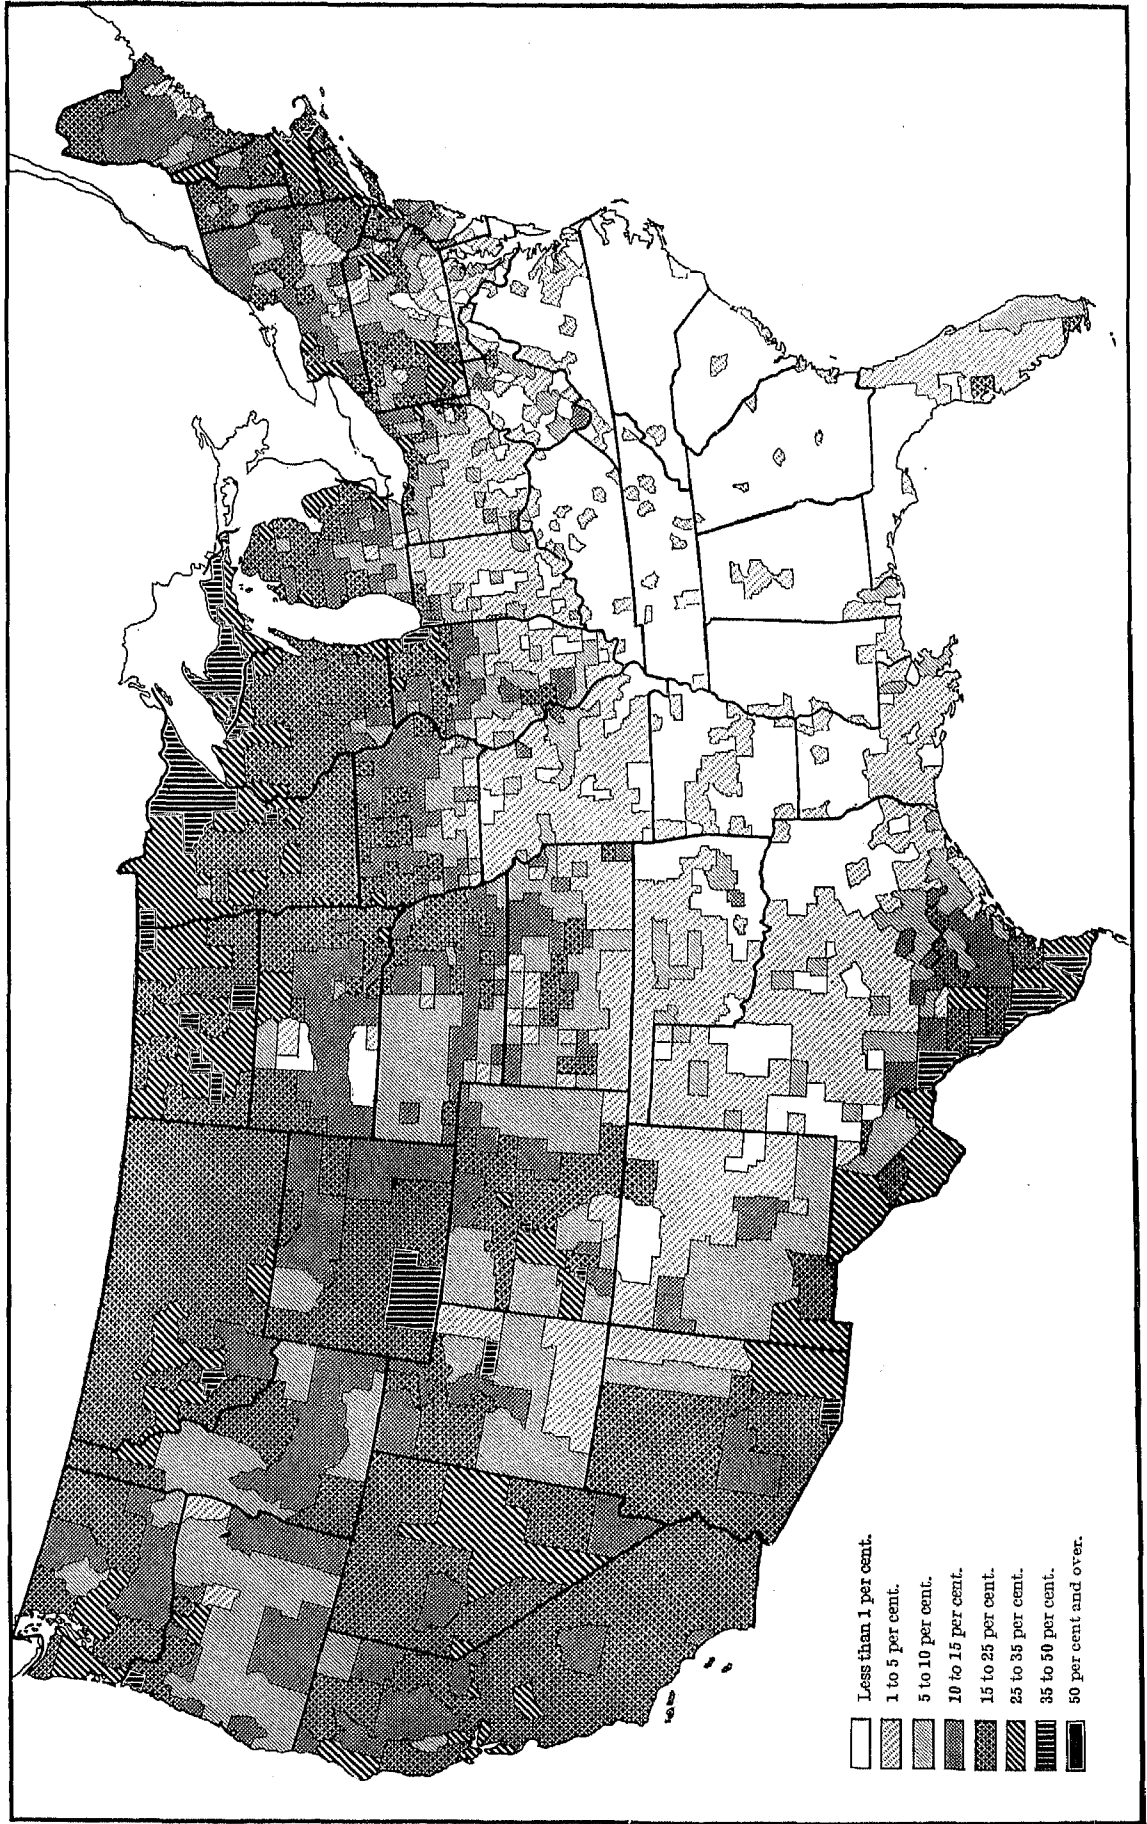 Less than 1 per cent.
1 to 5 per cent.
5 to 10 per cent.
10 to 15 per cent.
15 to 25 per cent.
25 to 35 per cent.
35 to 50 per cent.
50 per cent and over.